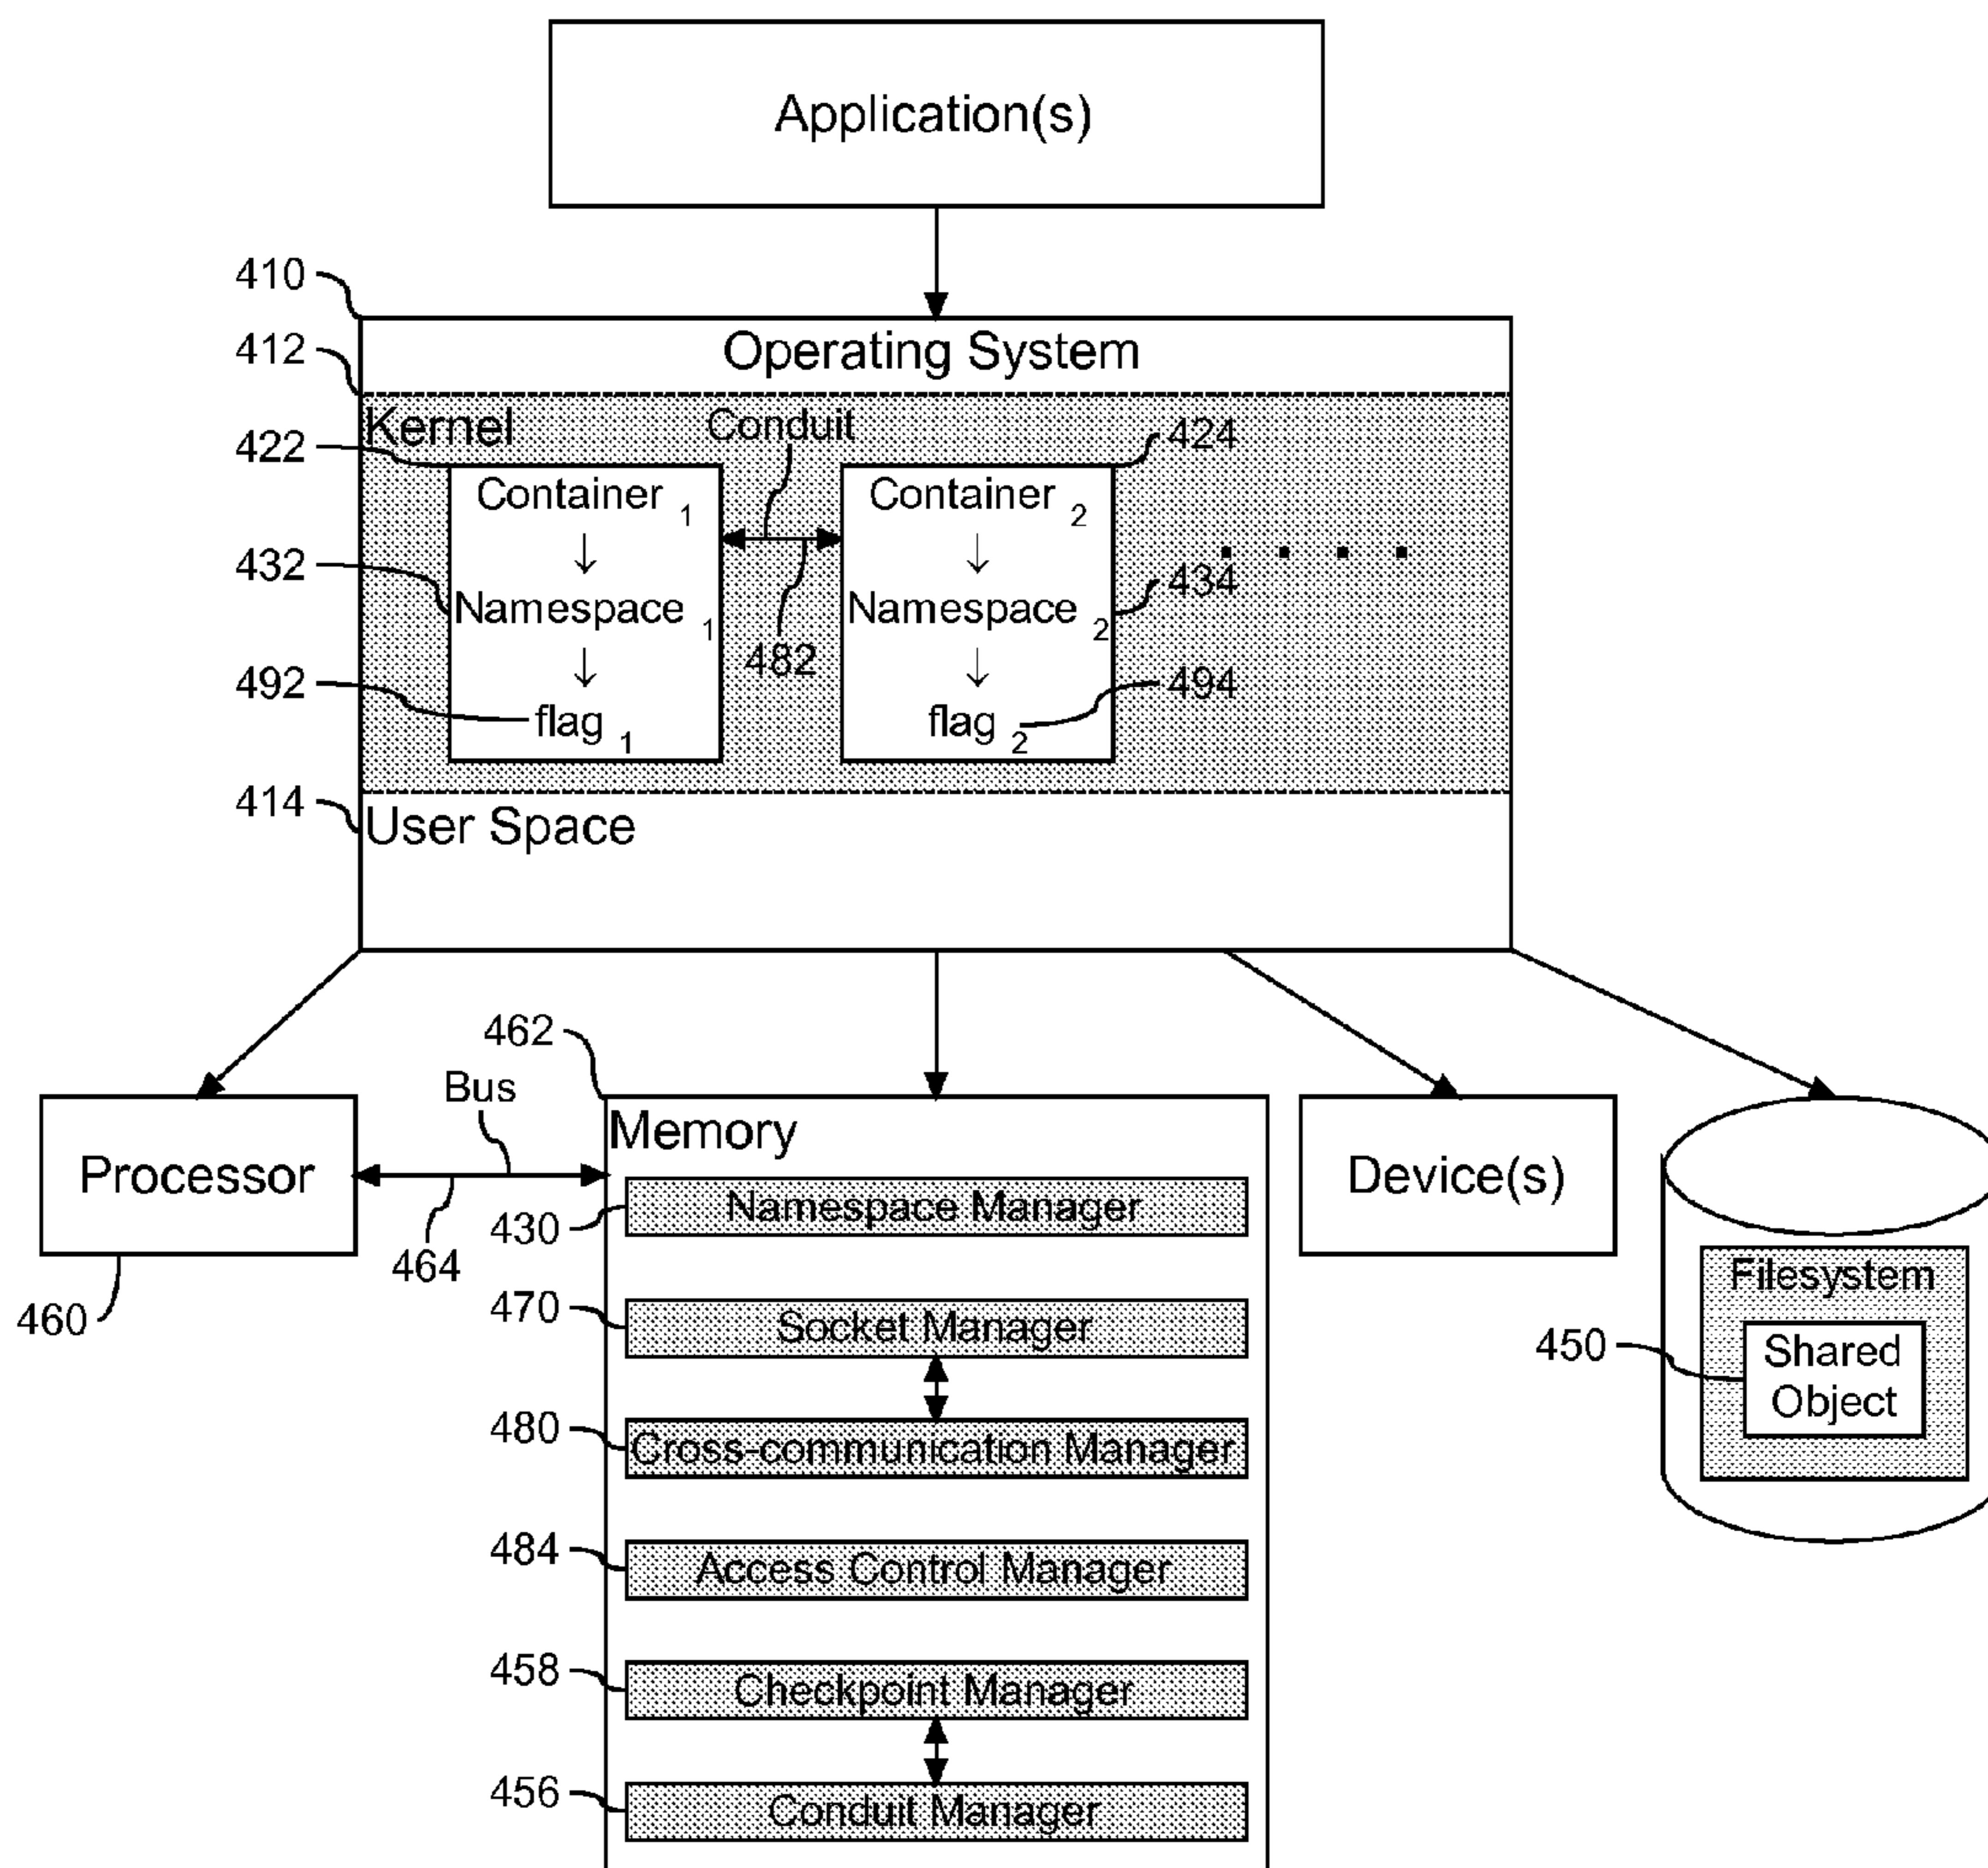 Application(s)
410
Operating System
412
Kernel
Conduit
422
424
Container 1
Container 2
↓
↓
. . . .
432
434
Namespace 1
Namespace 2
↓
↓
482
492
494
flag 1
flag 2
414
User Space
462
Bus
Memory
Processor
Device(s)
Namespace Manager
430
464
Filesystem
460
470
Socket Manager
450
Shared
Object
480
Cross-communication Manager
484
Access Control Manager
458
Checkpoint Manager
456
Conduit Manager